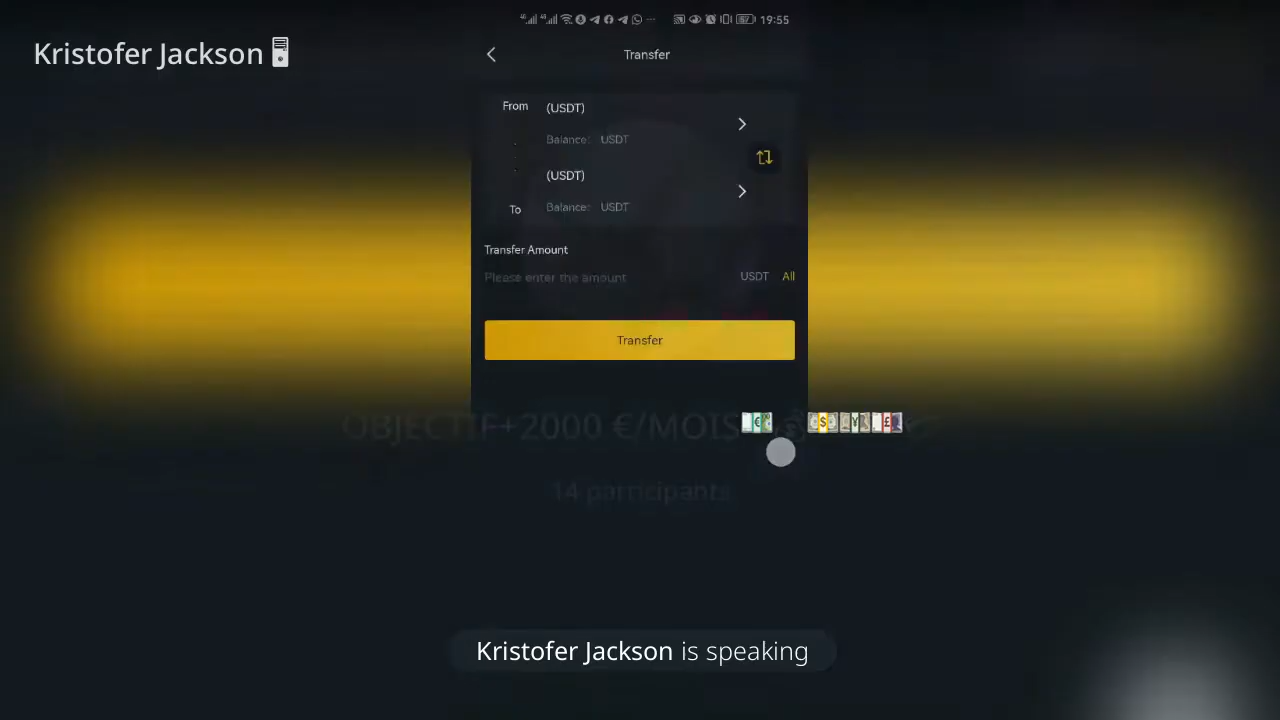 19:55
Kristofer Jackson
Transfer
From
(USDT)
Balance: USDT
(USDT)
To
Balance: USDT
Transfer Amount
Please enter the amount
USDT All
Transfer
OBJECTIF+2000 €/MOIS
14 participants
Kristofer Jackson is speaking